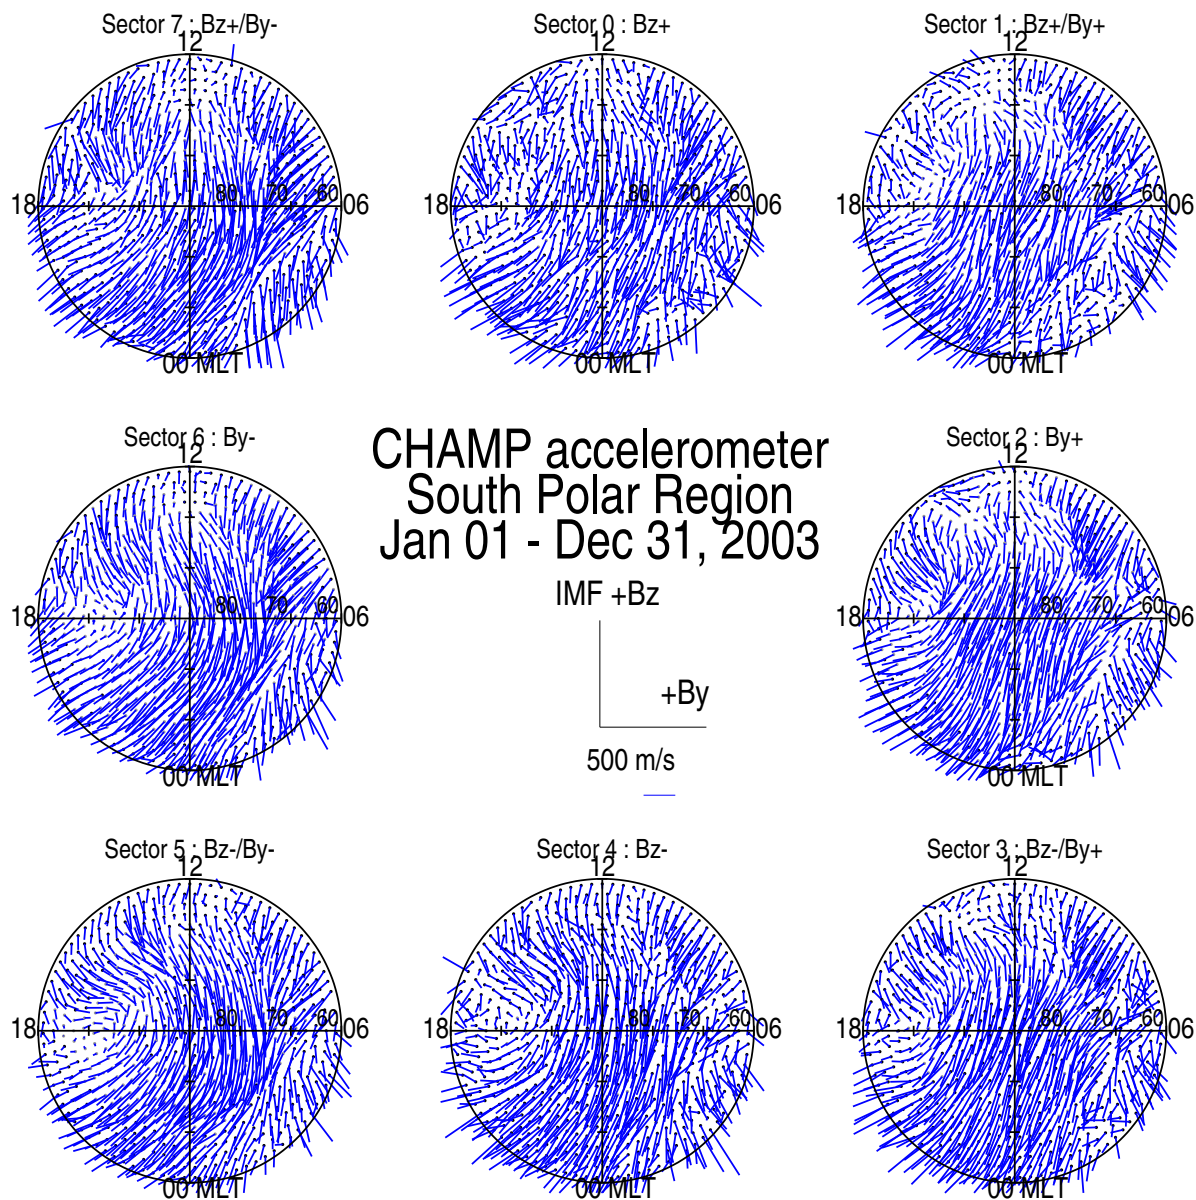 Sector 7 : Bz+/By-
12
18
80
70
60
06
00 MLT
Sector 0 : Bz+
12
18
80
70
60
06
00 MLT
Sector 1 : Bz+/By+
12
18
80
70
60
06
00 MLT
Sector 6 : By-
12
18
80
70
60
06
00 MLT
CHAMP accelerometer
South Polar Region
Jan 01 - Dec 31, 2003
IMF +Bz
+By
500 m/s
Sector 2 : By+
12
18
80
70
60
06
00 MLT
Sector 5 : Bz-/By-
12
18
80
70
60
06
00 MLT
Sector 4 : Bz-
12
18
80
70
60
06
00 MLT
Sector 3 : Bz-/By+
12
18
80
70
60
06
00 MLT